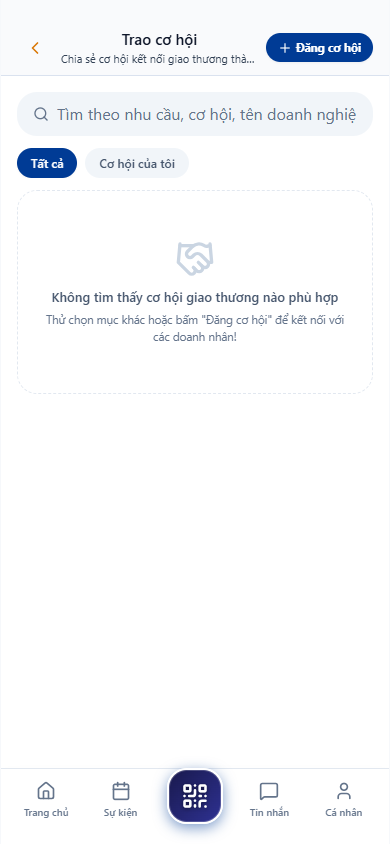 Trao cơ hội
Chia sẻ cơ hội kết nối giao thương thà...
+ Đăng cơ hội
Tìm theo nhu cầu, cơ hội, tên doanh nghiệ
Tất cả
Cơ hội của tôi
Không tìm thấy cơ hội giao thương nào phù hợp
Thử chọn mục khác hoặc bấm "Đăng cơ hội" để kết nối với
các doanh nhân!
Trang chủ
Sự kiện
Tin nhắn
Cá nhân